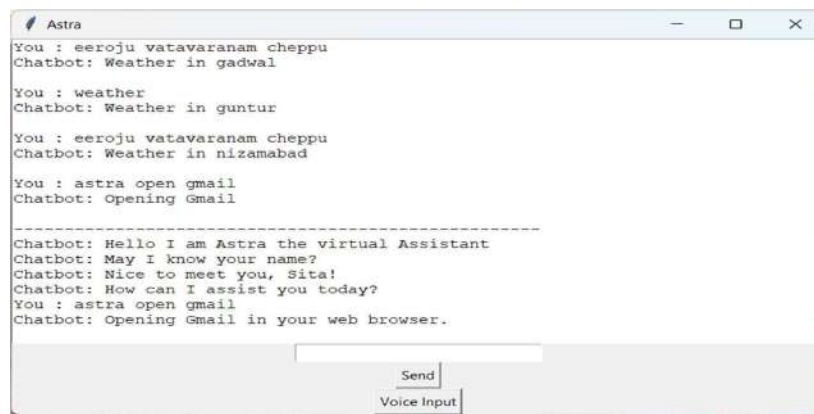 Astra
You : eeroju vatavaranam cheppu
Chatbot: Weather in gadwal
You : weather
Chatbot: Weather in guntur
You : eeroju vatavaranam cheppu
Chatbot: Weather in nizamabad
You : astra open gmail
Chatbot: Opening Gmail
----------------------------------------------------
Chatbot: Hello I am Astra the virtual Assistant
Chatbot: May I know your name?
Chatbot: Nice to meet you, Sita!
Chatbot: How can I assist you today?
You : astra open gmail
Chatbot: Opening Gmail in your web browser.
Send
Voice Input